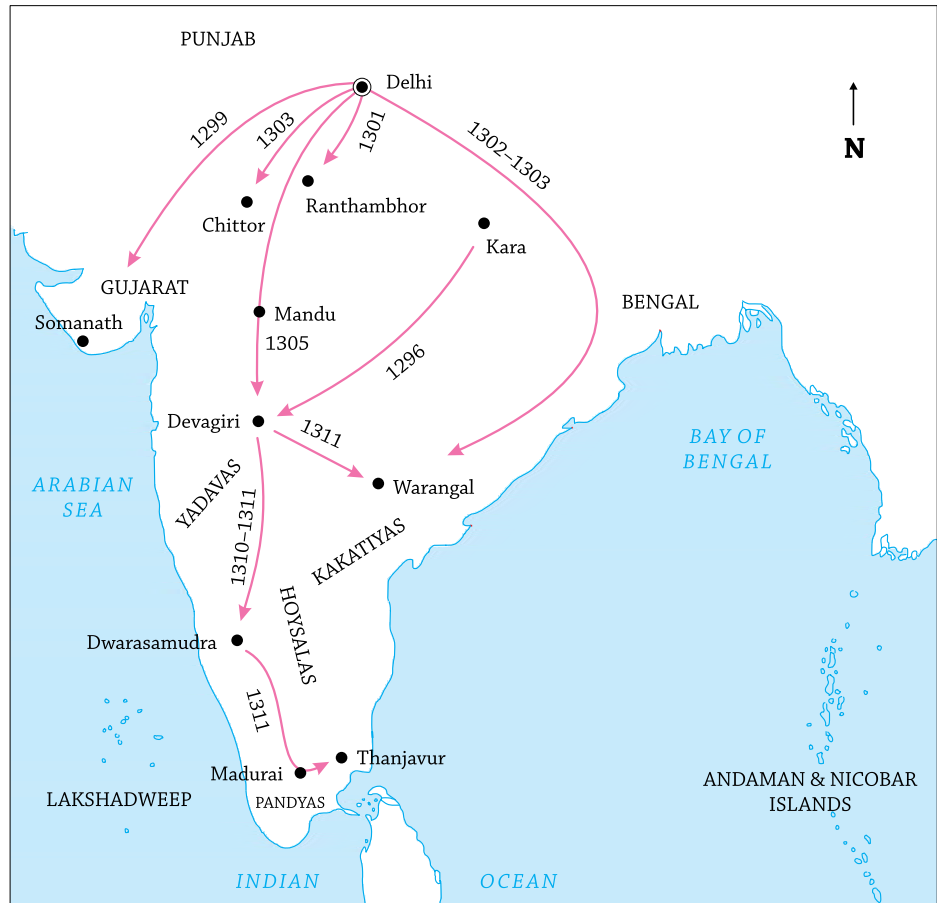 PUNJAB
Delhi
N
1299
1303
1301
1302–1303
Chittor
Ranthambhor
Kara
GUJARAT
Somanath
Mandu
1305
BENGAL
1296
Devagiri
1311
BAY OF
BENGAL
ARABIAN
SEA
YADAVAS
Warangal
1310–1311
KAKATIYAS
HOYSALAS
Dwarasamudra
1311
Madurai
Thanjavur
PANDYAS
LAKSHADWEEP
ANDAMAN & NICOBAR
ISLANDS
INDIAN OCEAN